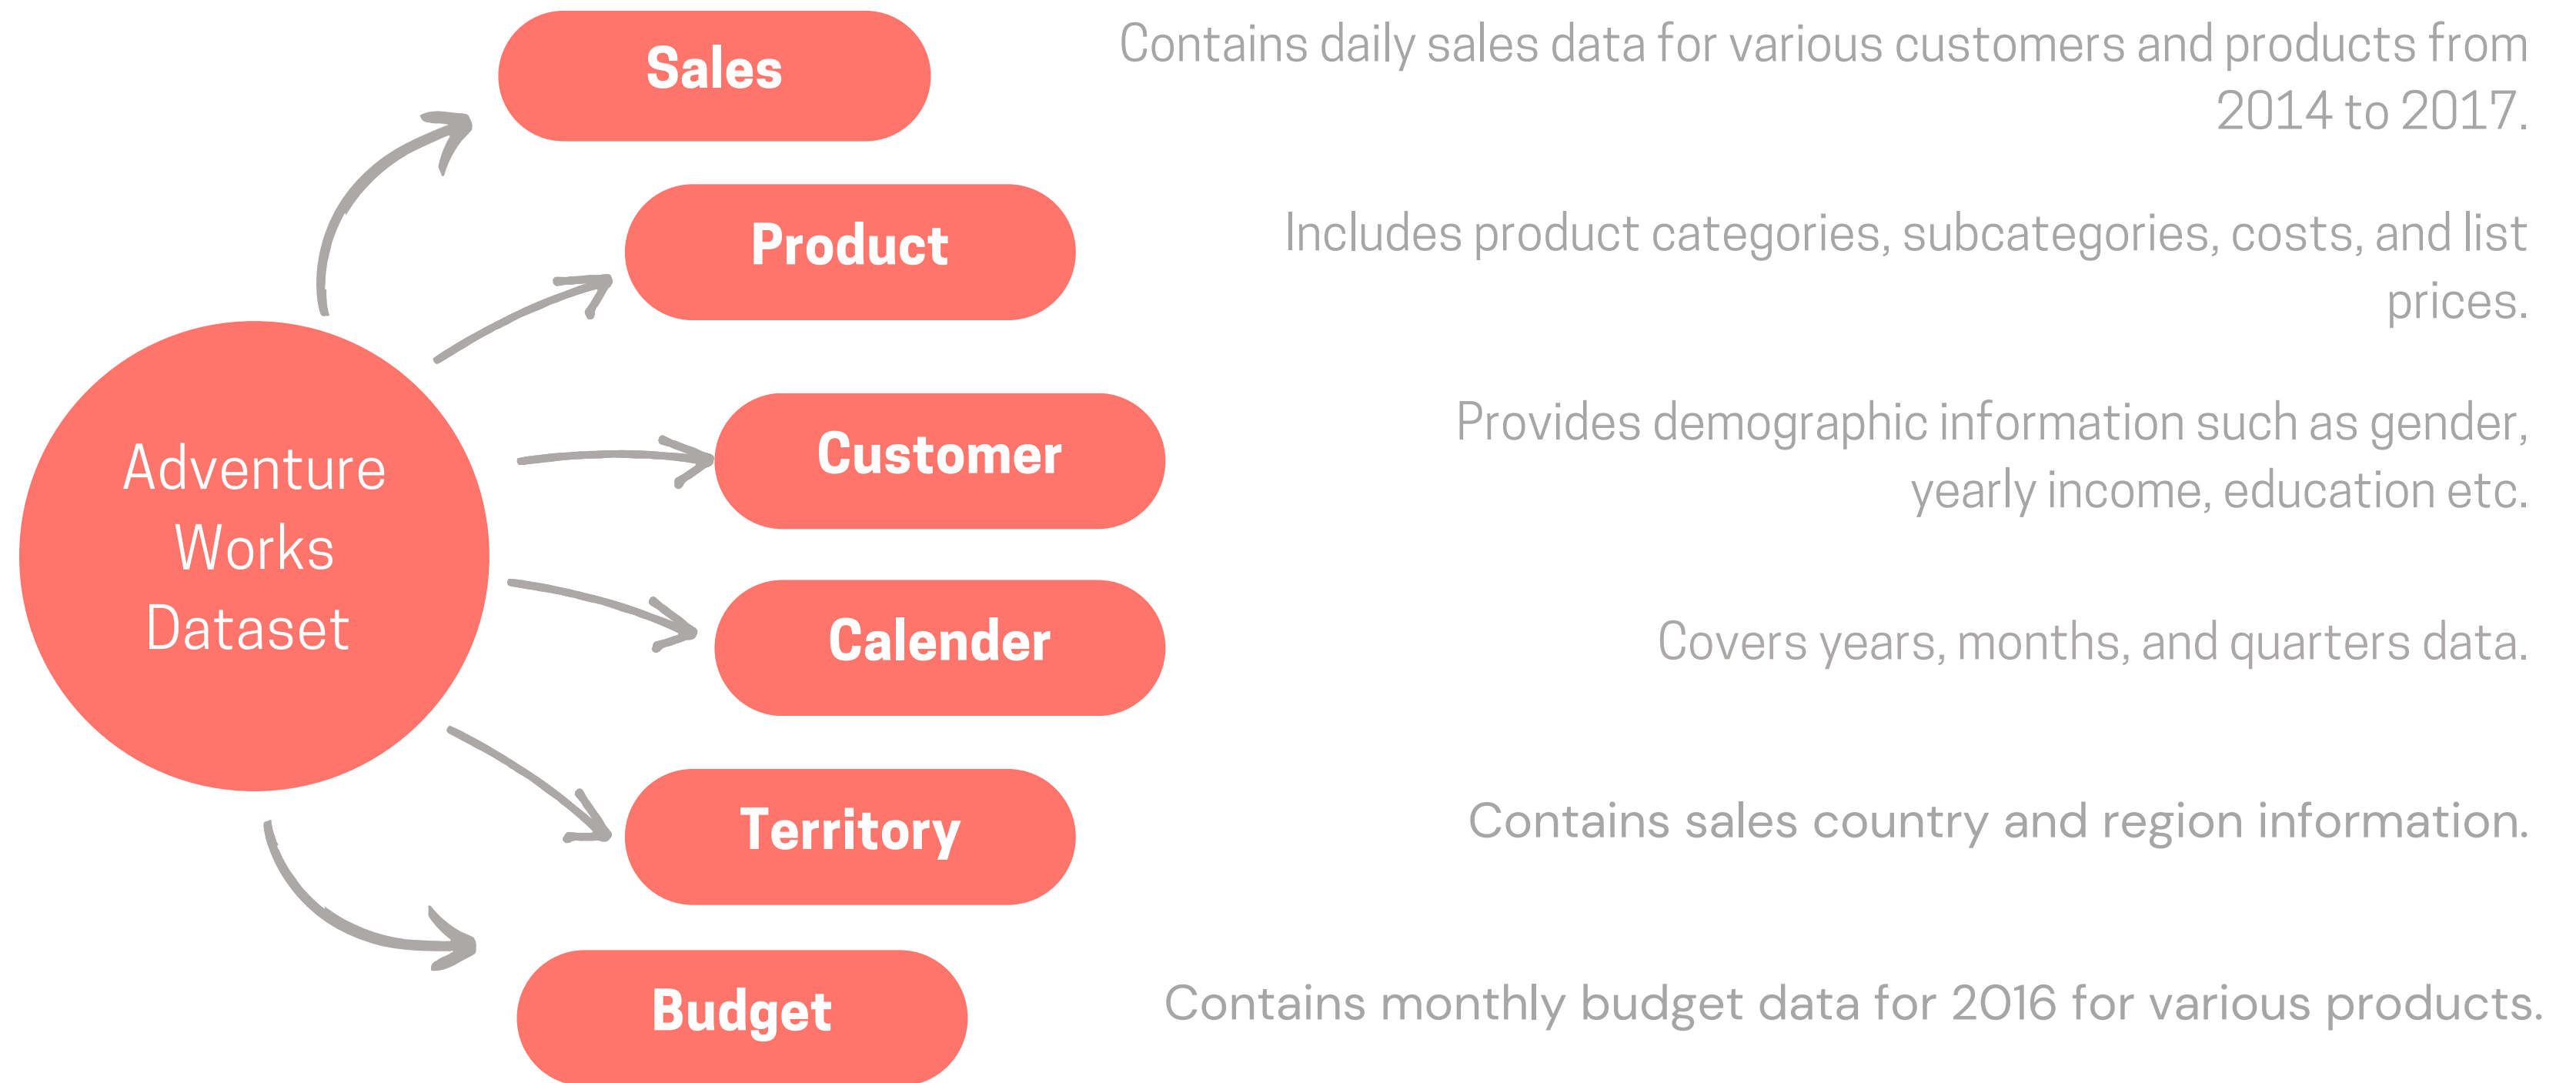 Sales
Contains daily sales data for various customers and products from
2014 to 2017.
Product
Includes product categories, subcategories, costs, and list
prices.
Adventure
Works
Dataset
Customer
Provides demographic information such as gender,
yearly income, education etc.
Calender
Covers years, months, and quarters data.
Territory
Contains sales country and region information.
Budget
Contains monthly budget data for 2016 for various products.